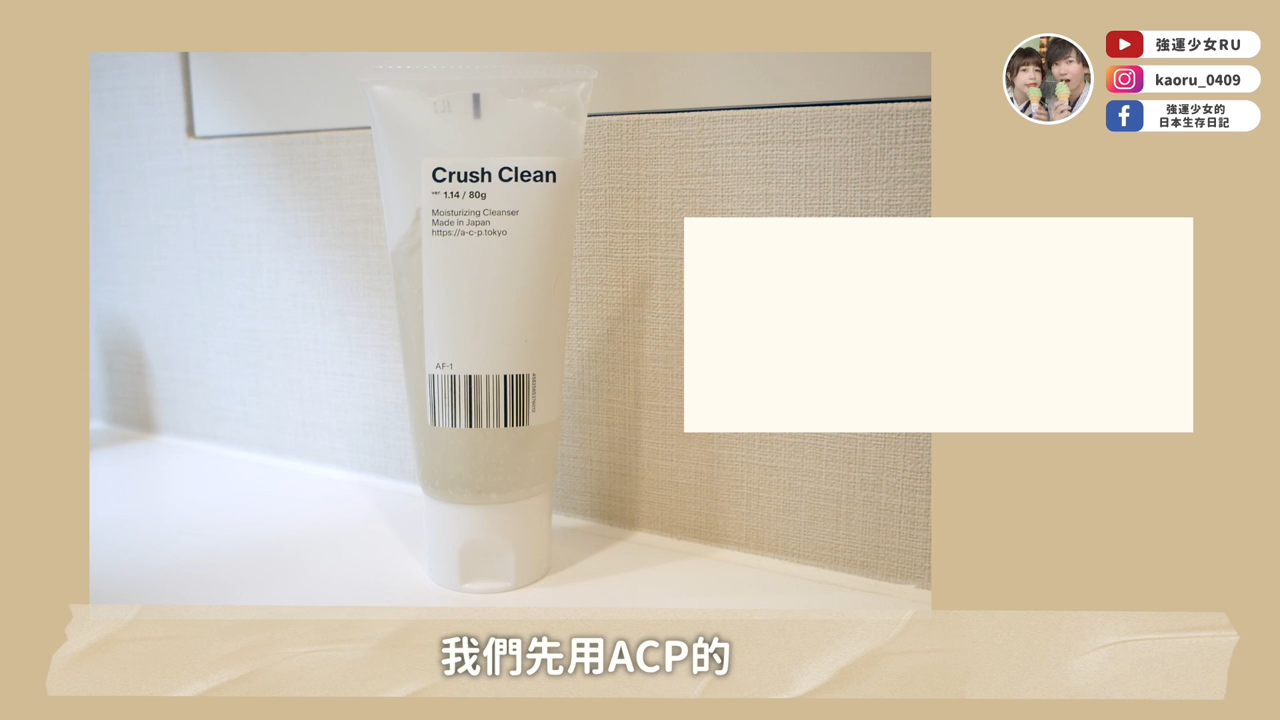 強運少女RU
kaoru_0409
強運少女的
日本生存日記
Crush Clean
ver. 1.14 / 80g
Moisturizing Cleanser
Made in Japan
https://a-c-p.tokyo
AF-1
我們先用ACP的